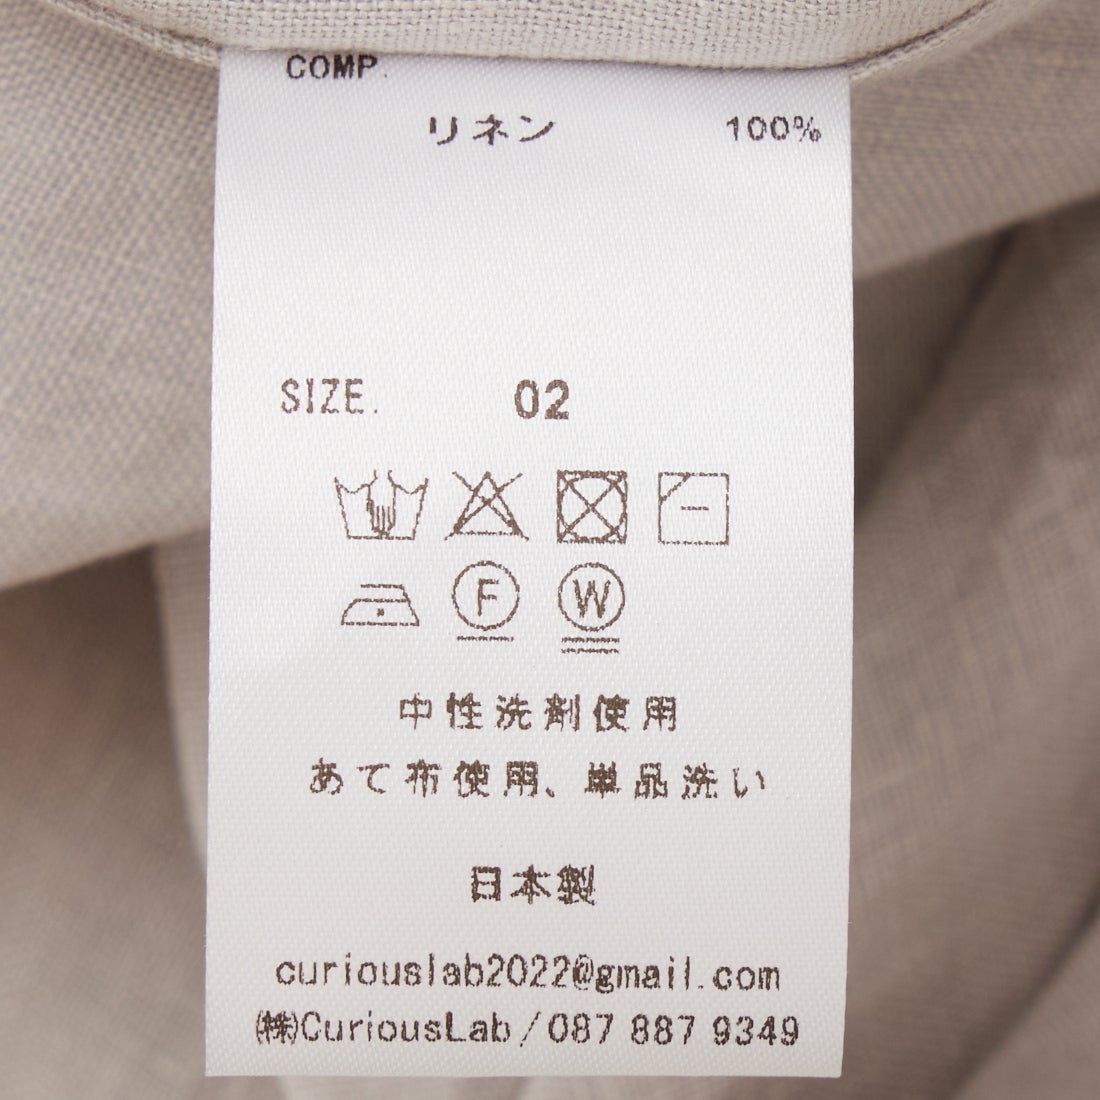 COMP.
リネン 100%
SIZE. 02
F W
中性洗剤使用
あて布使用、単品洗い
日本製
curiouslab2022@gmail.com
㈱CuriousLab/087 887 9349